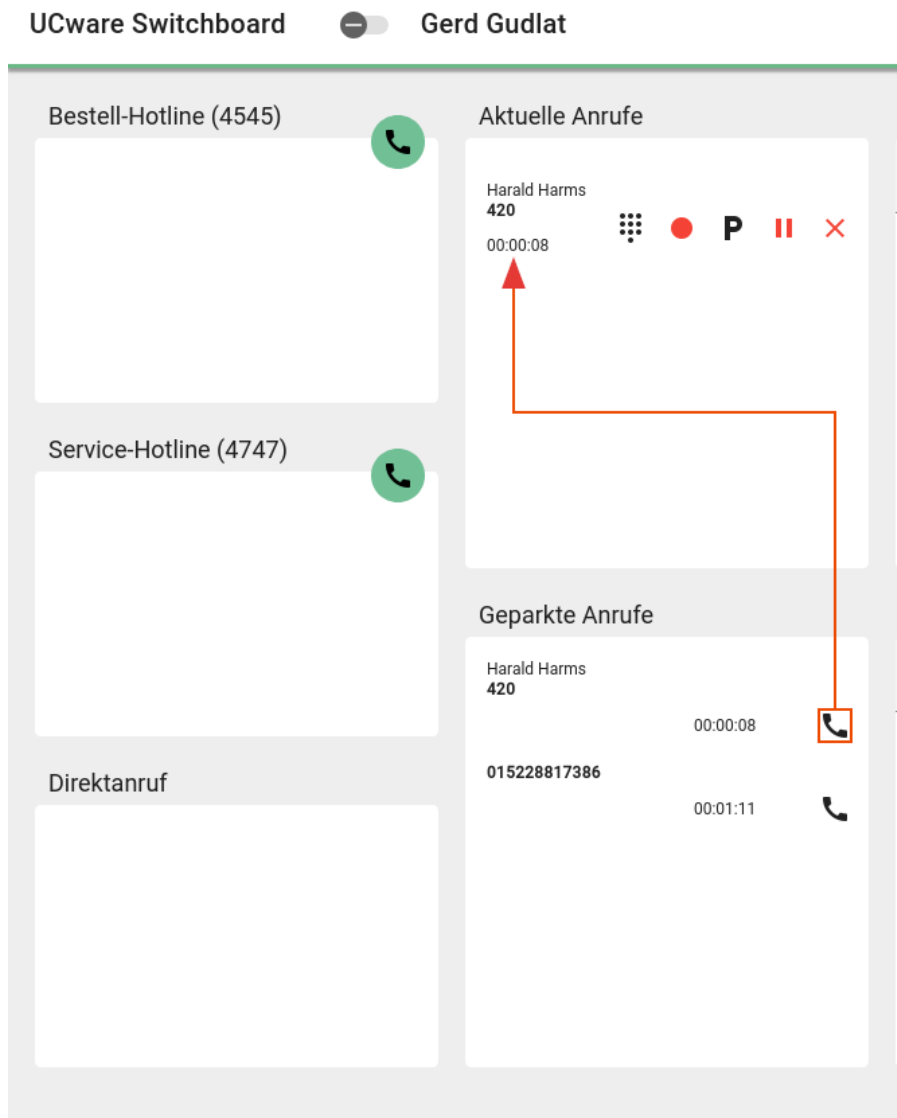 UCware Switchboard Gerd Gudlat
Bestell-Hotline (4545)
Aktuelle Anrufe
Harald Harms
420
P
00:00:08
Service-Hotline (4747)
Geparkte Anrufe
Harald Harms
420
00:00:08
015228817386
00:01:11
Direktanruf